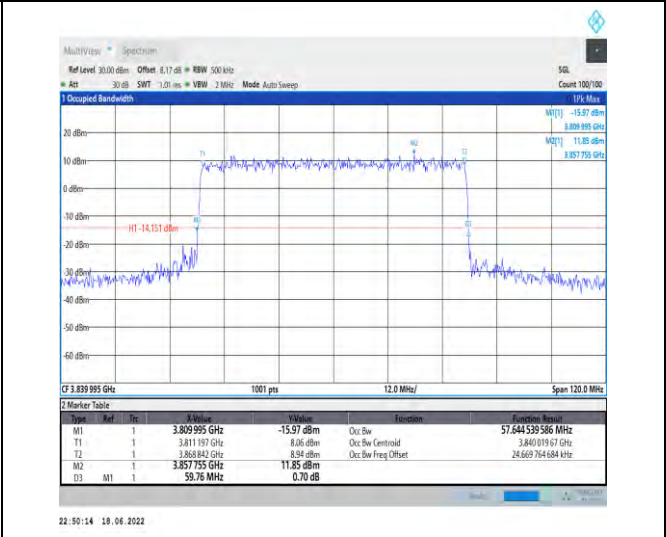 MultiView Spectrum
Ref Level 30.00 dBm Offset 8.17 dB RBW 500 kHz SGL
Att 30 dB SWT 1.01 ms VBW 2 MHz Mode Auto Sweep Count 100/100
1 Occupied Bandwidth 1Pk Max
M1[1] -15.97 dBm
3.809 995 GHz
20 dBm
M2[1] 11.85 dBm
3.857 755 GHz
M2
T1
T2
10 dBm
0 dBm
-10 dBm
M1
D3
H1 -14.151 dBm
-20 dBm
-30 dBm
-40 dBm
-50 dBm
-60 dBm
CF 3.839 995 GHz 1001 pts 12.0 MHz/ Span 120.0 MHz
2 Marker Table
Type Ref Trc X-Value Y-Value Function Function Result
M1 1 3.809 995 GHz -15.97 dBm Occ Bw 57.644 539 586 MHz
T1 1 3.811 197 GHz 8.06 dBm Occ Bw Centroid 3.840 019 67 GHz
T2 1 3.868 842 GHz 8.94 dBm Occ Bw Freq Offset 24.669 764 684 kHz
M2 1 3.857 755 GHz 11.85 dBm
D3 M1 1 59.76 MHz 0.70 dB
22:50:14 18.06.2022